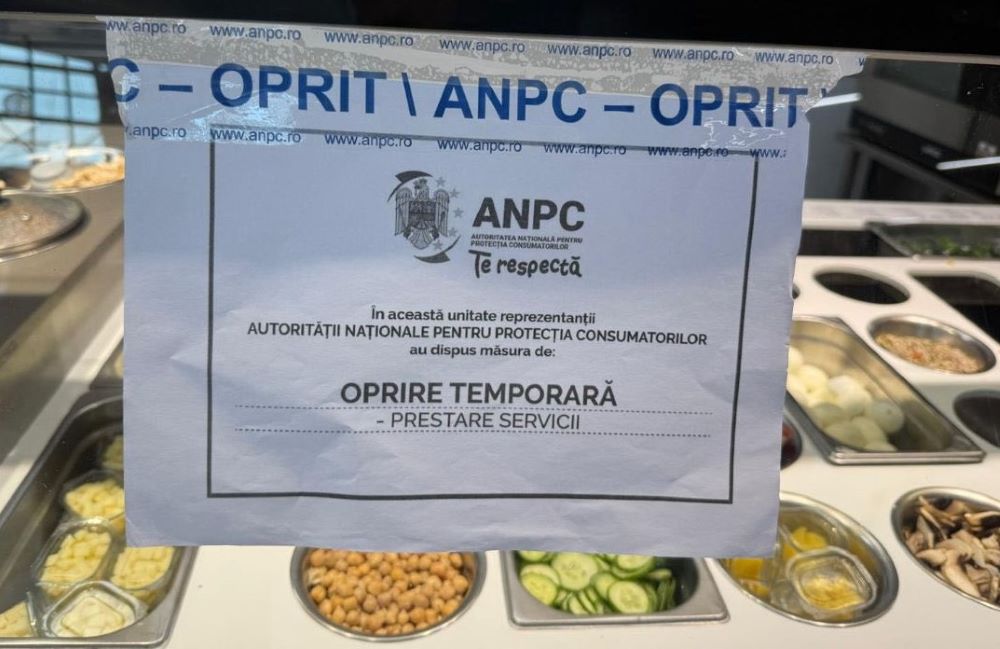 ww.anpc.ro www.anpc.ro www.anpc.ro www.anpc.ro www.anpc.ro www.anpc.ro www.anpc.ro
C – OPRIT \ ANPC – OPRIT \
.anpc.ro www.anpc.ro www.anpc.ro www.anpc.ro www.anpc.ro www.anpc.ro www.
ANPC
AUTORITATEA NAȚIONALĂ PENTRU
PROTECȚIA CONSUMATORILOR
Te respectă
În această unitate reprezentanții
AUTORITĂȚII NAȚIONALE PENTRU PROTECȚIA CONSUMATORILOR
au dispus măsura de:
OPRIRE TEMPORARĂ
- PRESTARE SERVICII